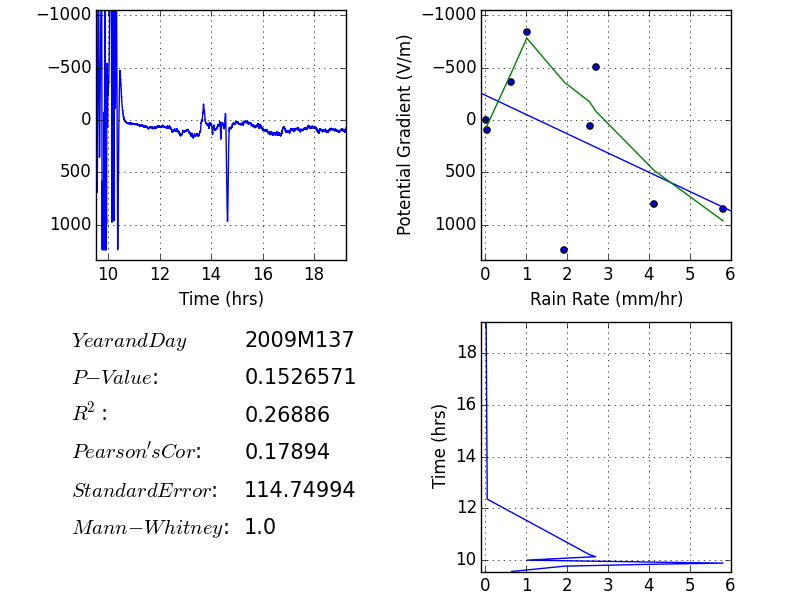 −1000
−500
0
500
1000
10 12 14 16 18
Time (hrs)
Potential Gradient (V/m)
−1000
−500
0
500
1000
0 1 2 3 4 5 6
Rain Rate (mm/hr)
YearandDay 2009M137
P−Value: 0.1526571
R² : 0.26886
Pearson'sCor: 0.17894
StandardError: 114.74994
Mann−Whitney: 1.0
Time (hrs)
18
16
14
12
10
0 1 2 3 4 5 6